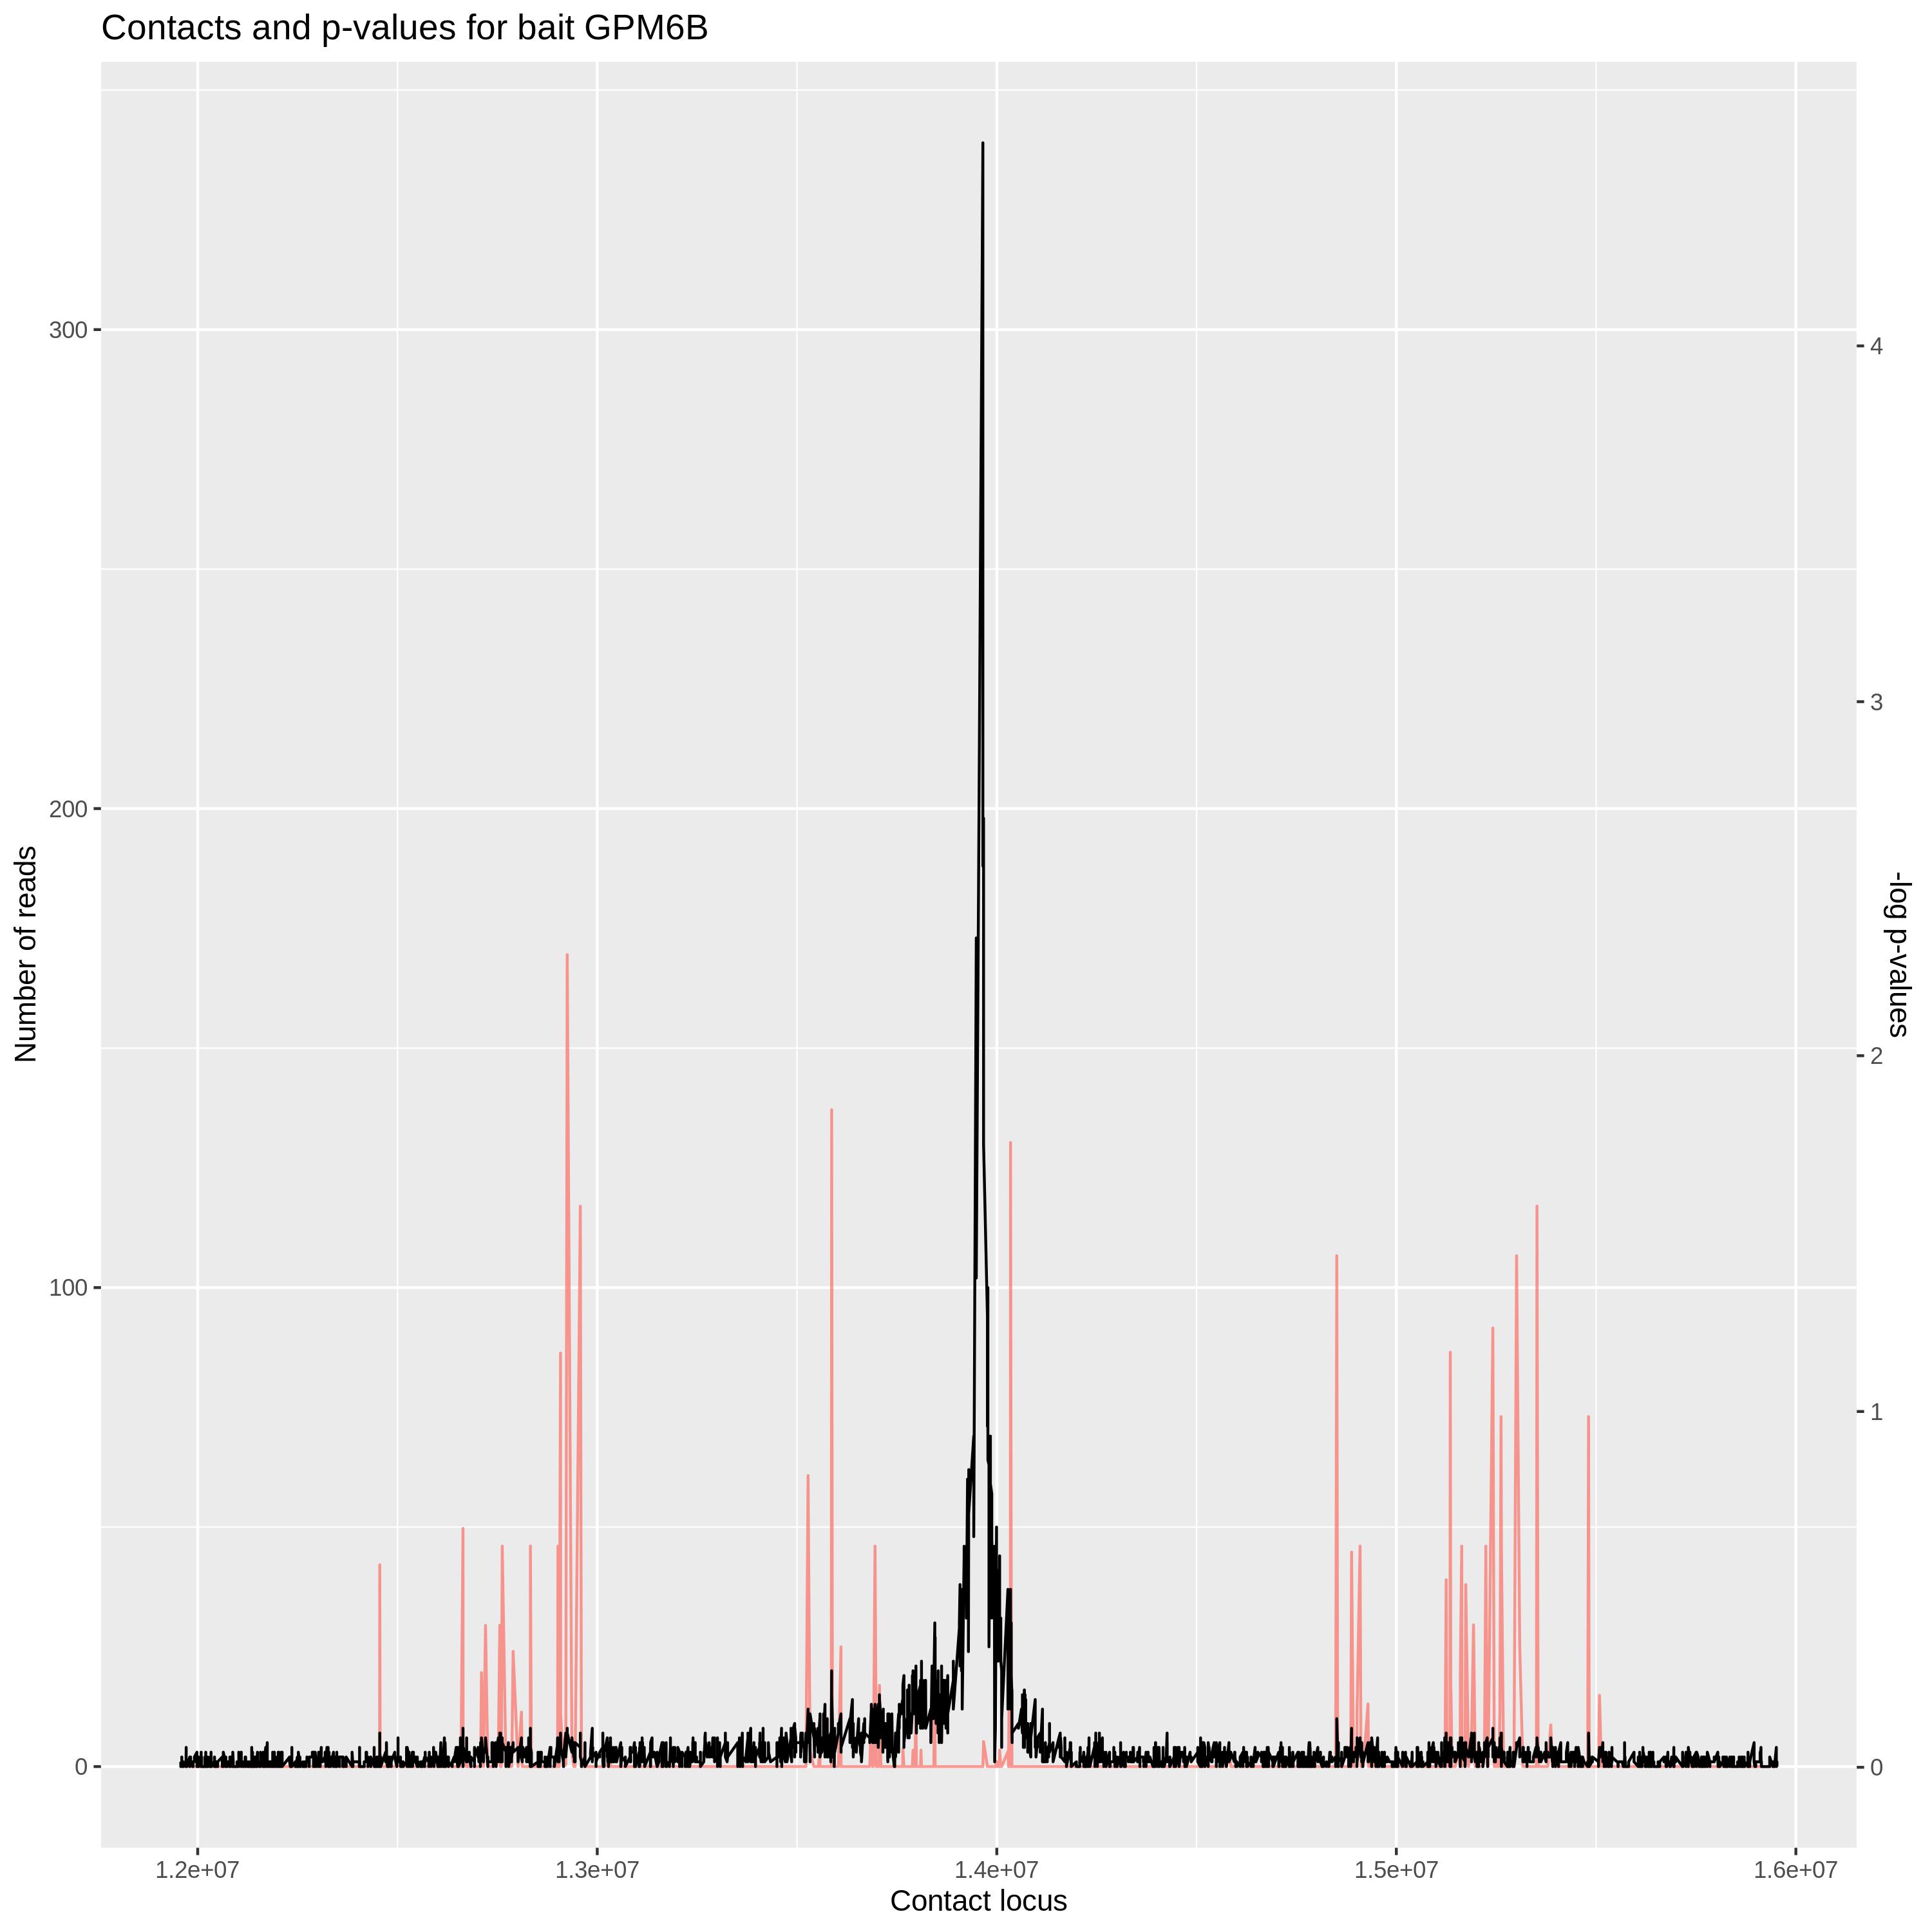 Contacts and p-values for bait GPM6B
Number of reads
300
200
100
0
4
3
2
1
0
-log p-values
1.2e+07
1.3e+07
1.4e+07
1.5e+07
1.6e+07
Contact locus